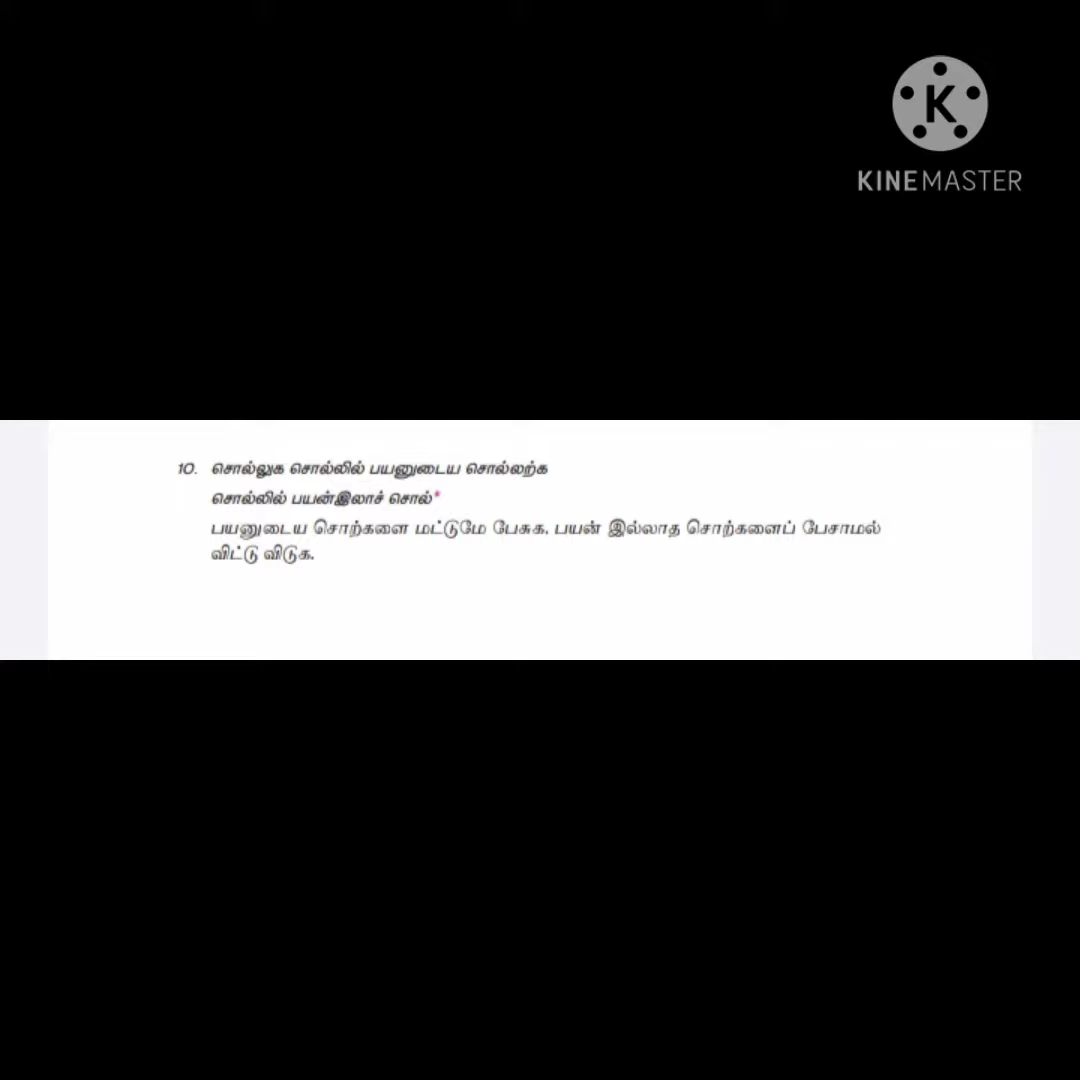 KINEMASTER
10. சொல்லுக சொல்லில் பயனுடைய சொல்லற்க
சொல்லில் பயன்இலாச் சொல்*
பயனுடைய சொற்களை மட்டுமே பேசுக. பயன் இல்லாத சொற்களைப் பேசாமல்
விட்டு விடுக.